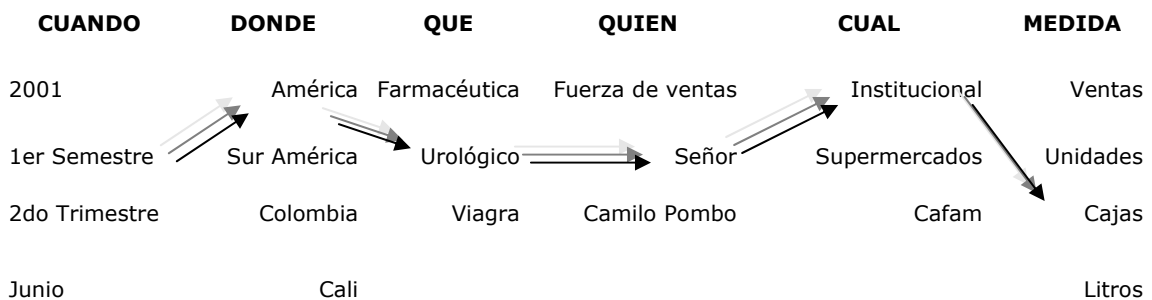 CUANDO DONDE QUE QUIEN CUAL MEDIDA
2001 América Farmacéutica Fuerza de ventas Institucional Ventas
1er Semestre Sur América Urológico Señor Supermercados Unidades
2do Trimestre Colombia Viagra Camilo Pombo Cafam Cajas
Junio Cali Litros